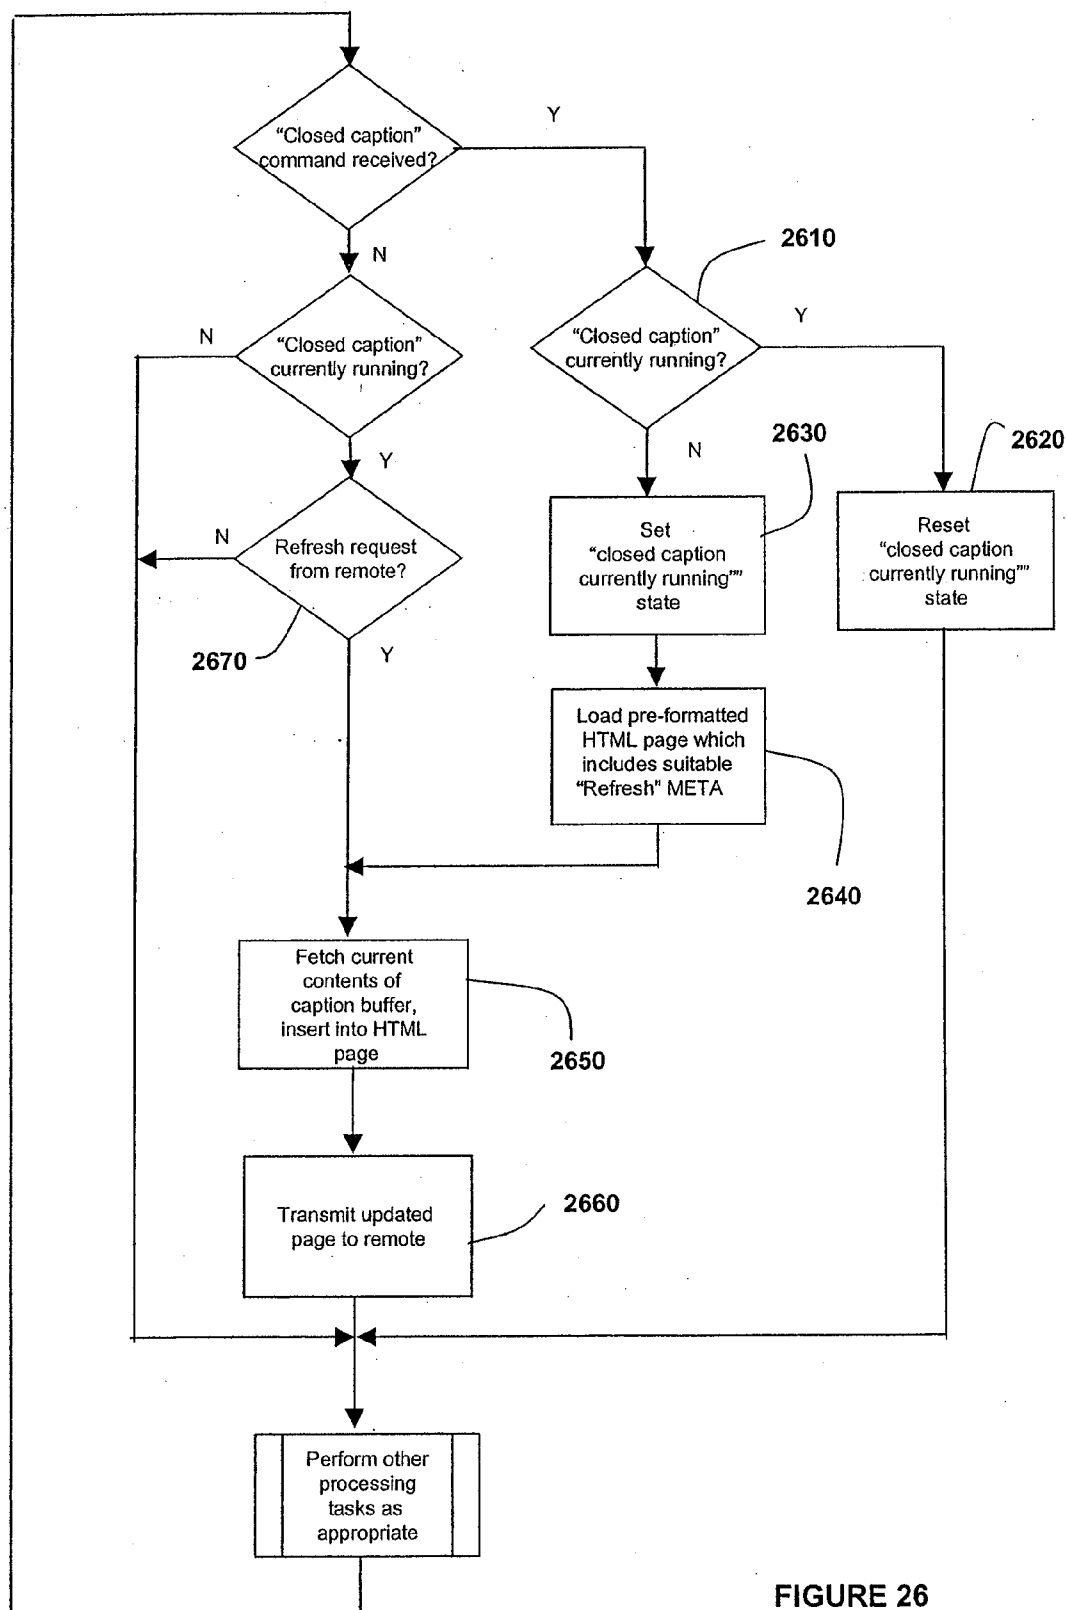 “Closed caption”
command received?
Y
N
2610
“Closed caption”
currently running?
N
“Closed caption”
currently running?
Y
Y
N
2630
2620
Refresh request
from remote?
N
Y
2670
Set
“closed caption
currently running””
state
Reset
“closed caption
currently running””
state
Load pre-formatted
HTML page which
includes suitable
“Refresh” META
2640
Fetch current
contents of
caption buffer,
insert into HTML
page
2650
Transmit updated
page to remote
2660
Perform other
processing
tasks as
appropriate
FIGURE 26